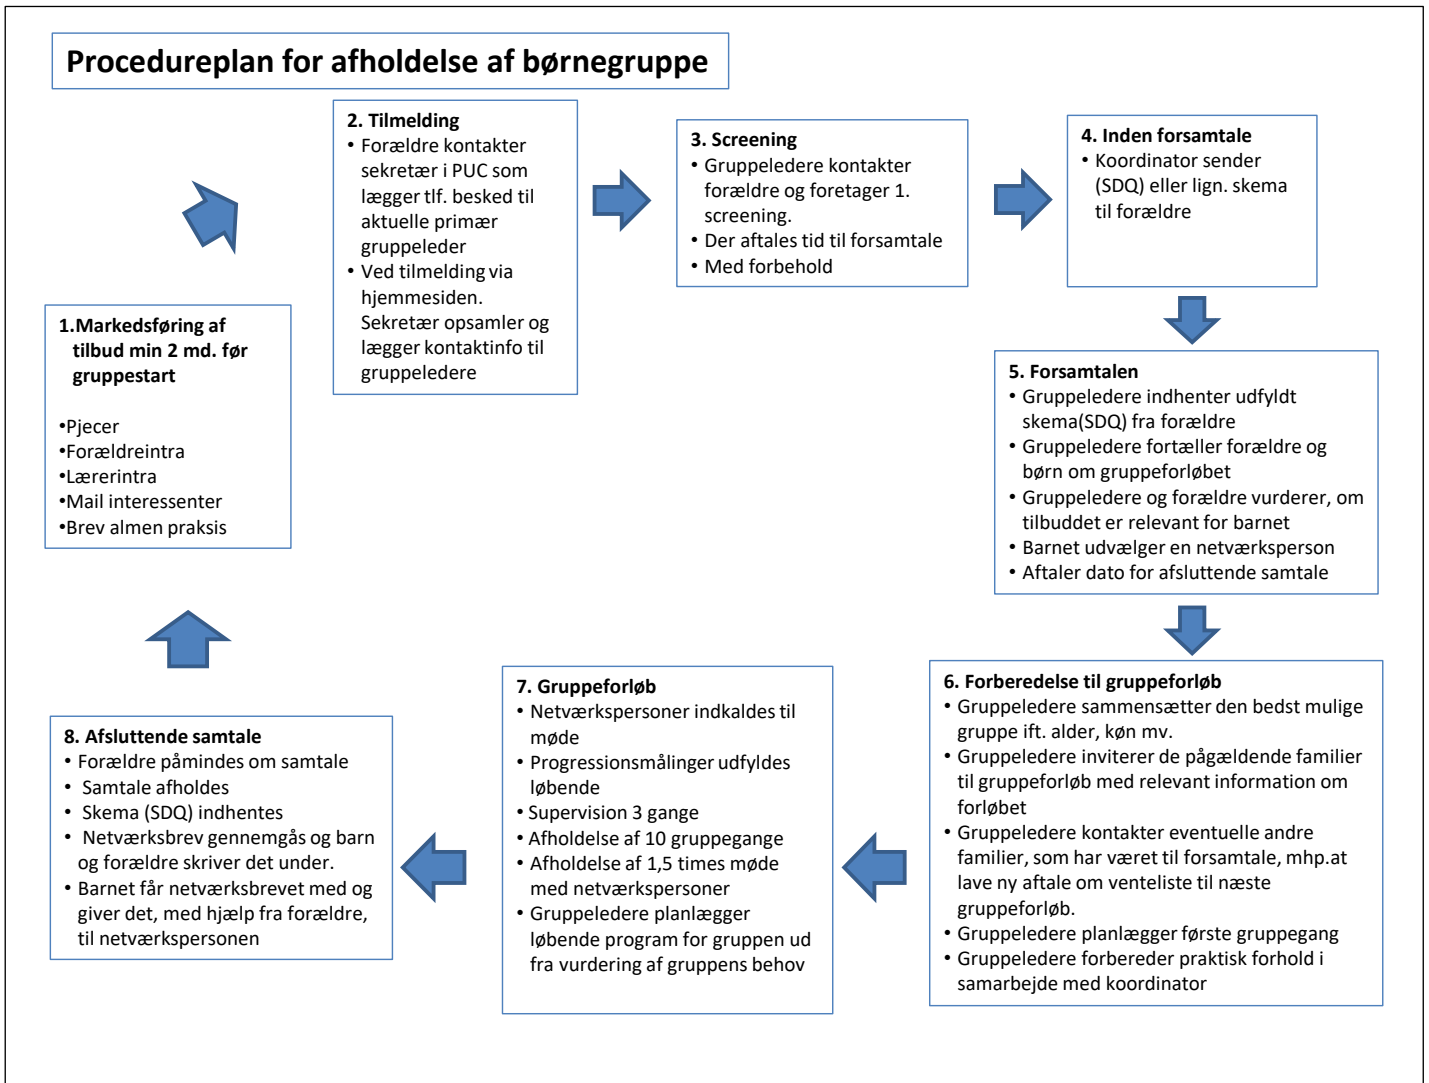 Procedureplan for afholdelse af børnegruppe
1.Markedsføring af
tilbud min 2 md. før
gruppestart
•Pjecer
•Forældreintra
•Lærerintra
•Mail interessenter
•Brev almen praksis
2. Tilmelding
• Forældre kontakter
sekretær i PUC som
lægger tlf. besked til
aktuelle primær
gruppeleder
• Ved tilmelding via
hjemmesiden.
Sekretær opsamler og
lægger kontaktinfo til
gruppeledere
3. Screening
• Gruppeledere kontakter
forældre og foretager 1.
screening.
• Der aftales tid til forsamtale
• Med forbehold
4. Inden forsamtale
• Koordinator sender
(SDQ) eller lign. skema
til forældre
5. Forsamtalen
• Gruppeledere indhenter udfyldt
skema(SDQ) fra forældre
• Gruppeledere fortæller forældre og
børn om gruppeforløbet
• Gruppeledere og forældre vurderer, om
tilbuddet er relevant for barnet
• Barnet udvælger en netværksperson
• Aftaler dato for afsluttende samtale
6. Forberedelse til gruppeforløb
• Gruppeledere sammensætter den bedst mulige
gruppe ift. alder, køn mv.
• Gruppeledere inviterer de pågældende familier
til gruppeforløb med relevant information om
forløbet
• Gruppeledere kontakter eventuelle andre
familier, som har været til forsamtale, mhp.at
lave ny aftale om venteliste til næste
gruppeforløb.
• Gruppeledere planlægger første gruppegang
• Gruppeledere forbereder praktisk forhold i
samarbejde med koordinator
7. Gruppeforløb
• Netværkspersoner indkaldes til
møde
• Progressionsmålinger udfyldes
løbende
• Supervision 3 gange
• Afholdelse af 10 gruppegange
• Afholdelse af 1,5 times møde
med netværkspersoner
• Gruppeledere planlægger
løbende program for gruppen ud
fra vurdering af gruppens behov
8. Afsluttende samtale
• Forældre påmindes om samtale
• Samtale afholdes
• Skema (SDQ) indhentes
• Netværksbrev gennemgås og barn
og forældre skriver det under.
• Barnet får netværksbrevet med og
giver det, med hjælp fra forældre,
til netværkspersonen